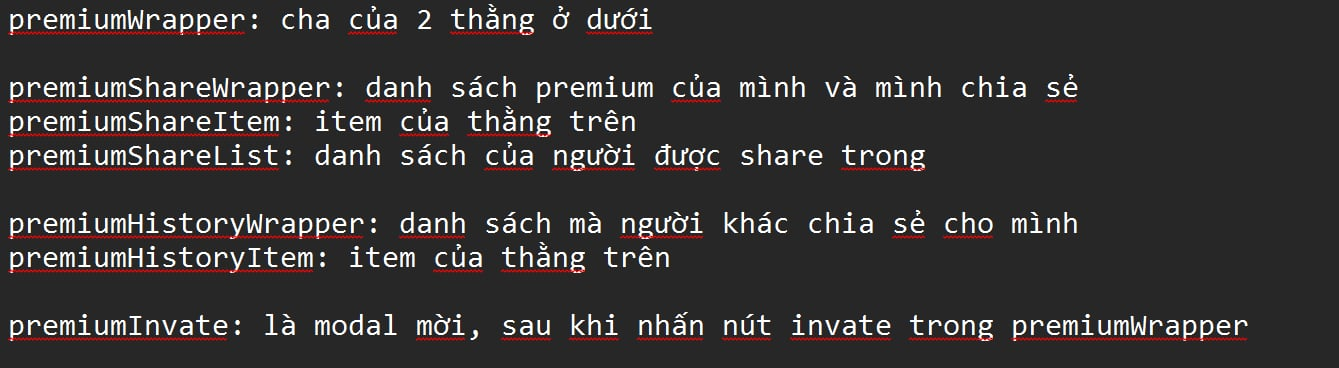 premiumWrapper: cha của 2 thằng ở dưới
premiumShareWrapper: danh sách premium của mình và mình chia sẻ
premiumShareItem: item của thằng trên
premiumShareList: danh sách của người được share trong
premiumHistoryWrapper: danh sách mà người khác chia sẻ cho mình
premiumHistoryItem: item của thằng trên
premiumInvate: là modal mời, sau khi nhấn nút invate trong premiumWrapper